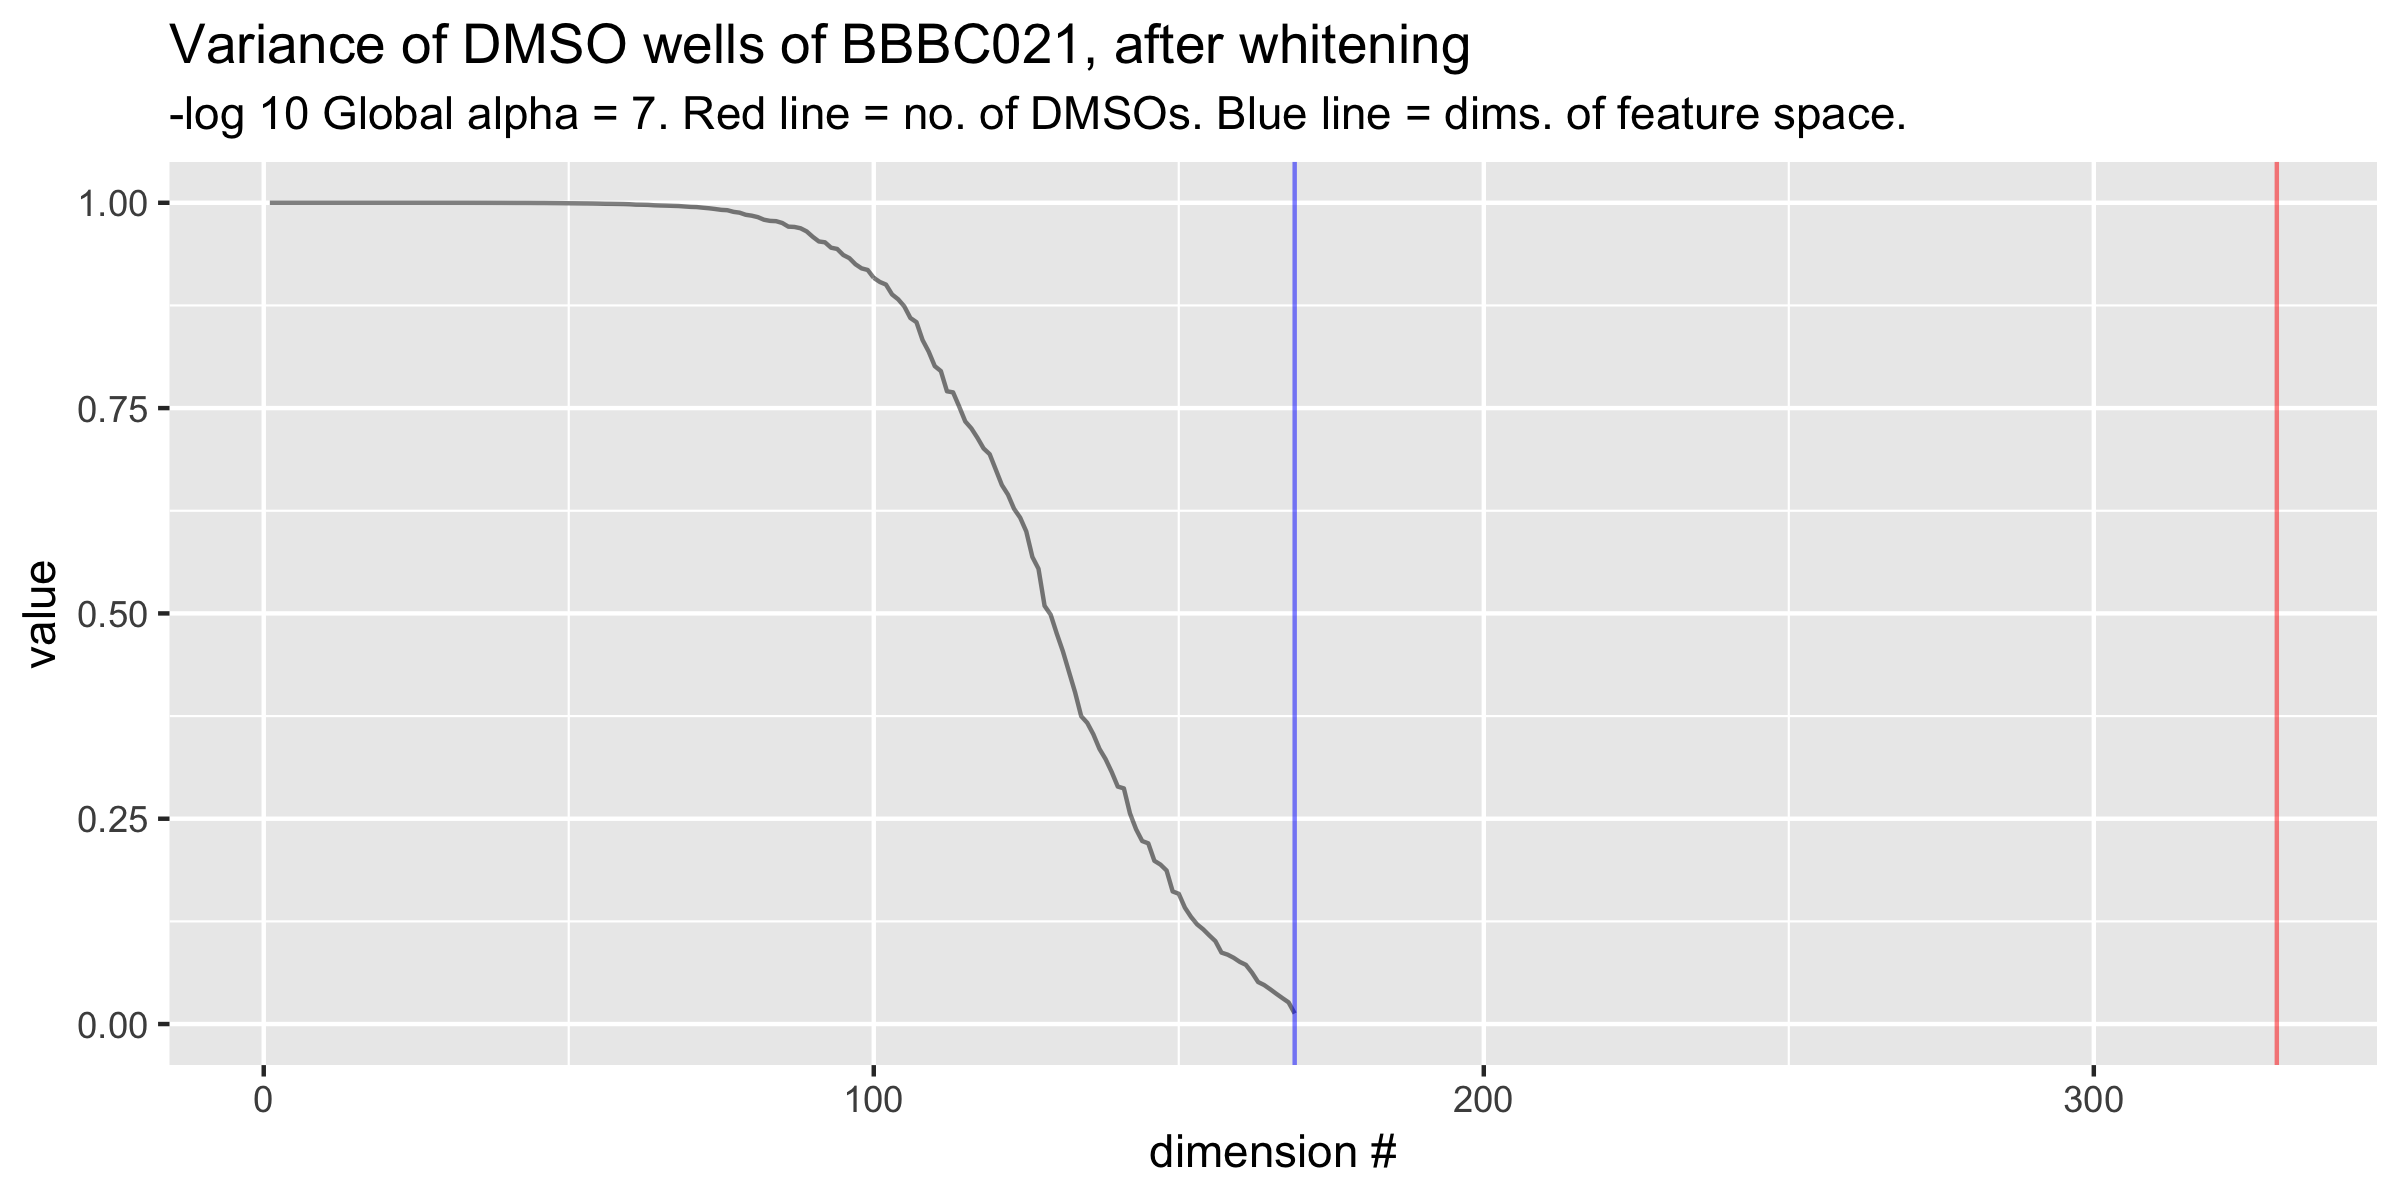 Variance of DMSO wells of BBBC021, after whitening
-log 10 Global alpha = 7. Red line = no. of DMSOs. Blue line = dims. of feature space.
1.00
0.75
0.50
0.25
0.00
value
0
100
200
300
dimension #